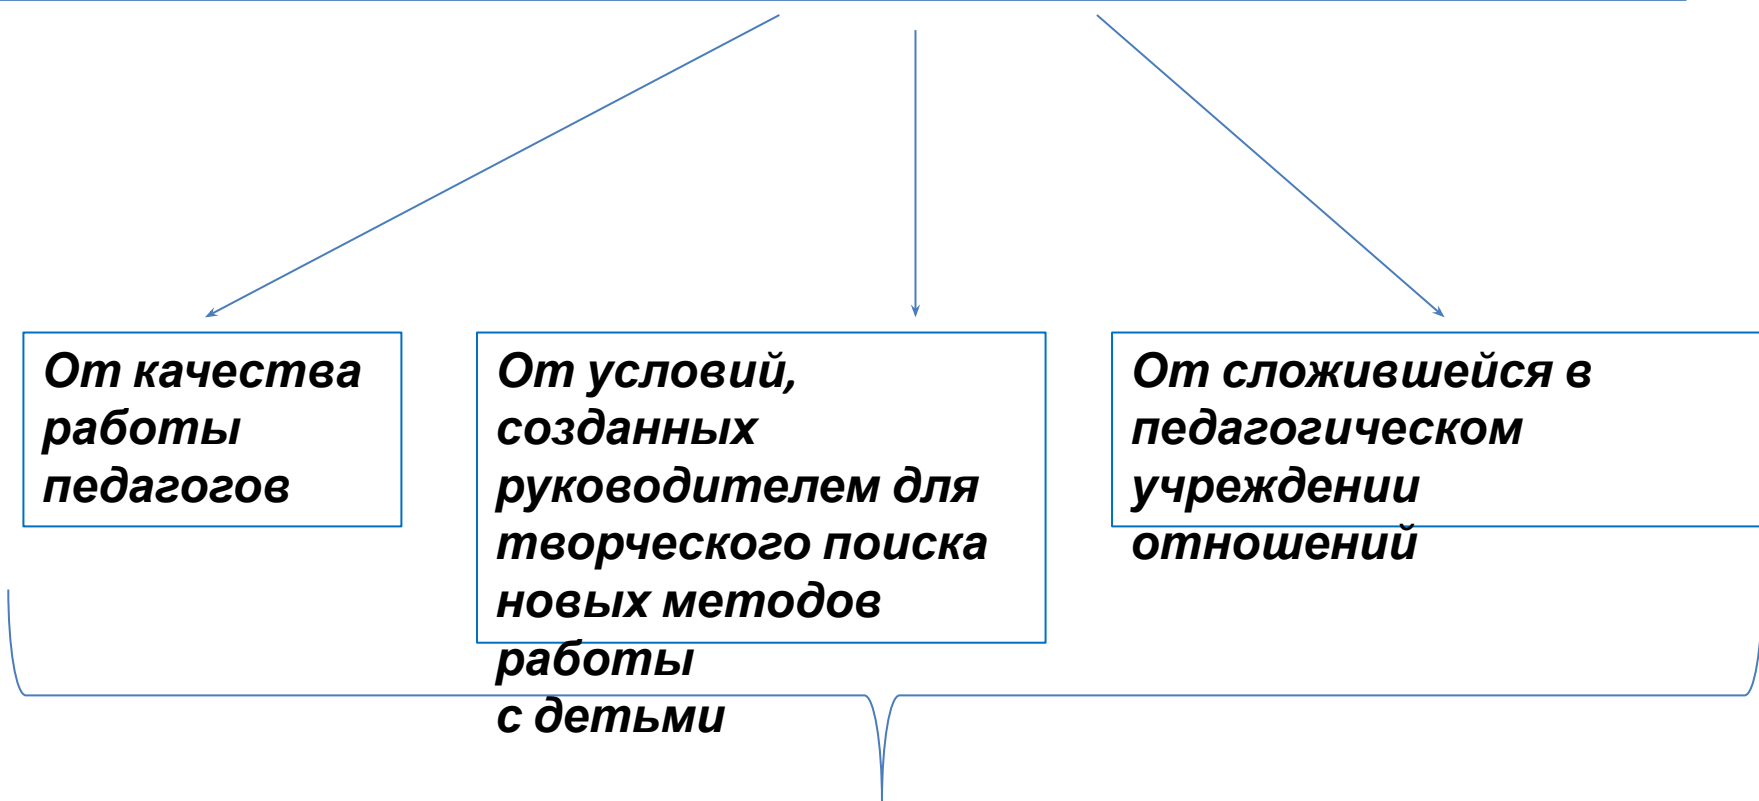 От качества
работы
педагогов
От условий,
созданных
руководителем для
творческого поиска
новых методов
работы
с детьми
От сложившейся в
педагогическом
учреждении
отношений